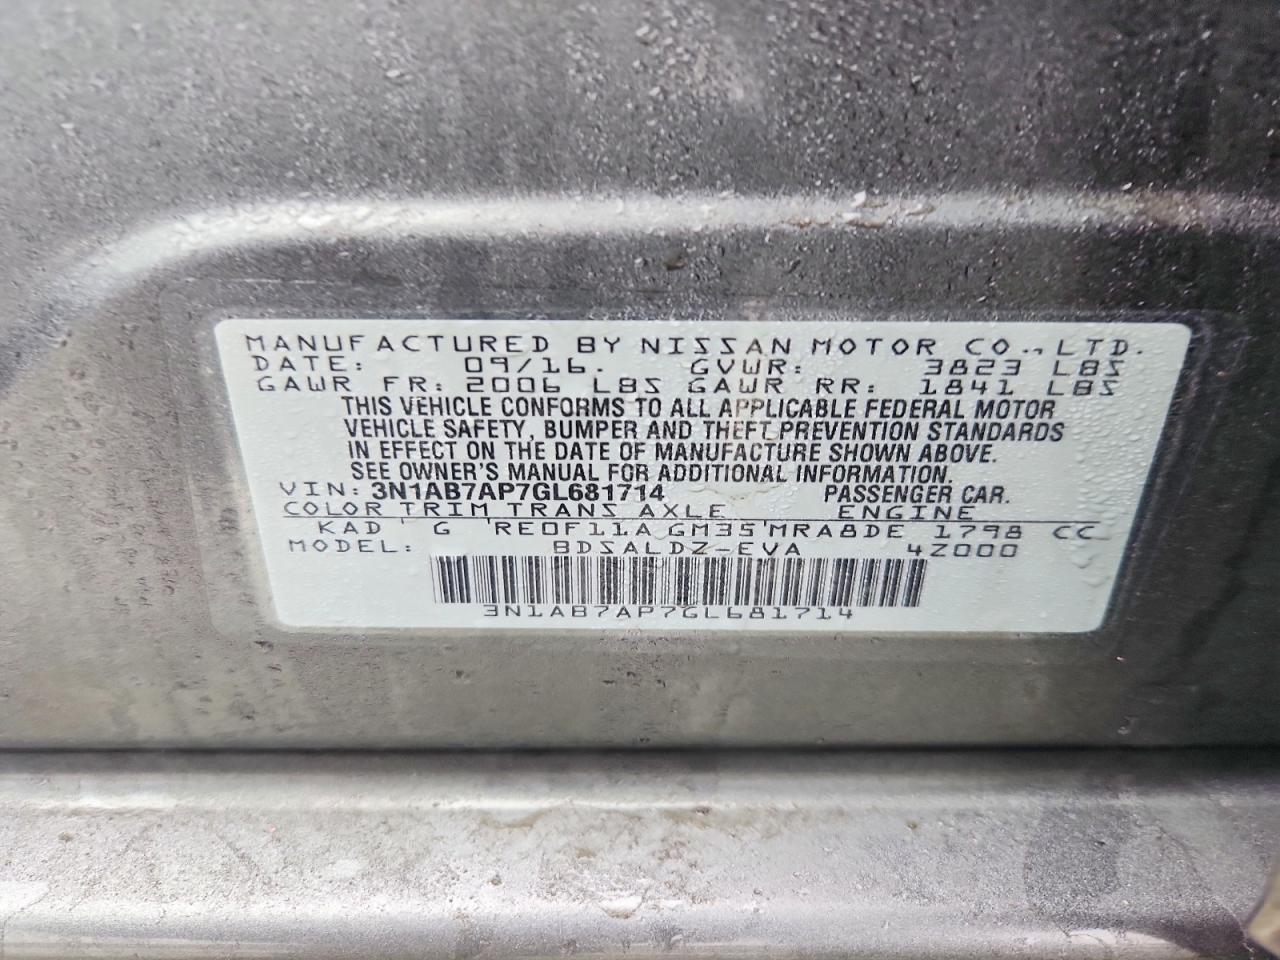 MANUFACTURED BY NISSAN MOTOR CO.,LTD.
DATE: 09/16. GVWR: 3823 LBS
GAWR FR: 2006 LBS GAWR RR: 1841 LBS
THIS VEHICLE CONFORMS TO ALL APPLICABLE FEDERAL MOTOR
VEHICLE SAFETY, BUMPER AND THEFT PREVENTION STANDARDS
IN EFFECT ON THE DATE OF MANUFACTURE SHOWN ABOVE.
SEE OWNER'S MANUAL FOR ADDITIONAL INFORMATION.
VIN: 3N1AB7AP7GL681714 PASSENGER CAR.
COLOR TRIM TRANS AXLE ENGINE
KAD ' G 'RE0F11A GM35'MRA8DE 1798 CC
MODEL: BDSALDZ-EVA 4Z000
3N1AB7AP7GL681714